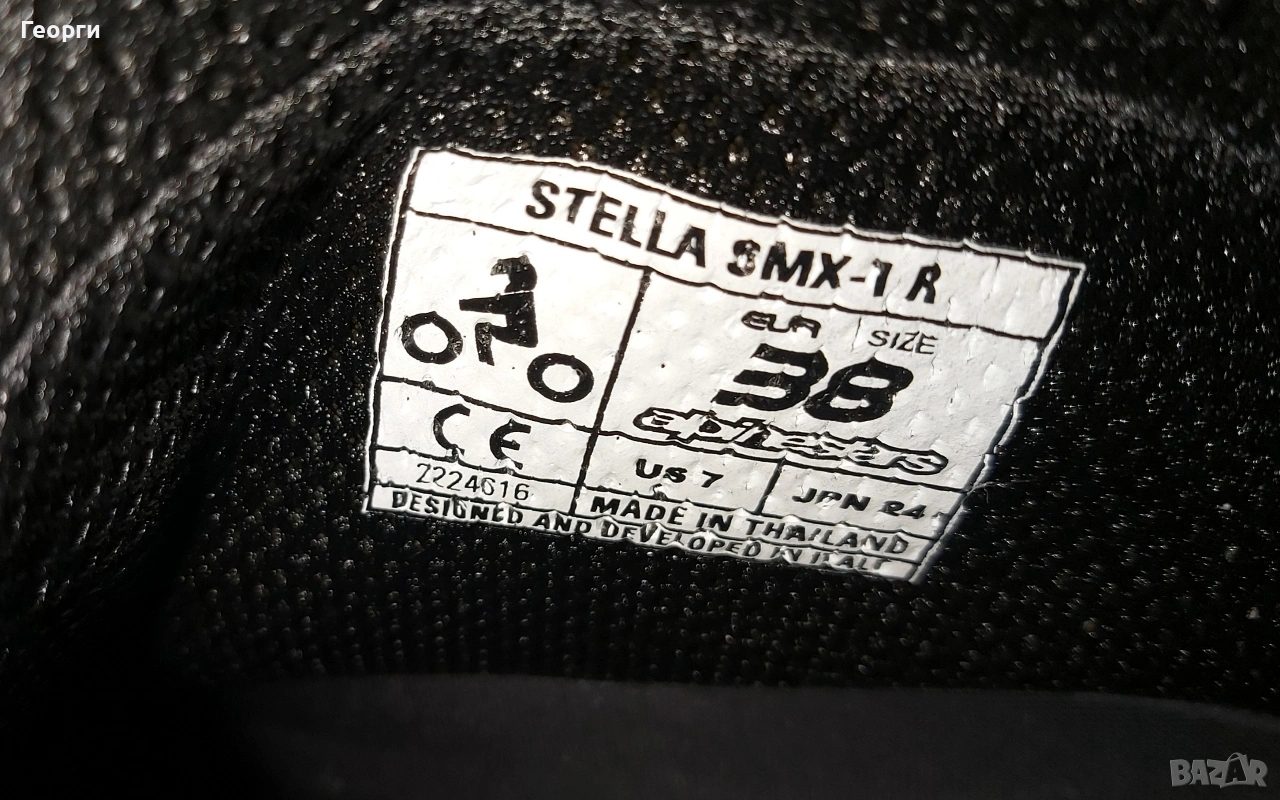 Георги
STELLA SMX-1 R
EUR SIZE
38
alpinestars
CE
US 7
JPN 24
2224616
MADE IN THAILAND
DESIGNED AND DEVELOPED IN ITALY
BAZAR